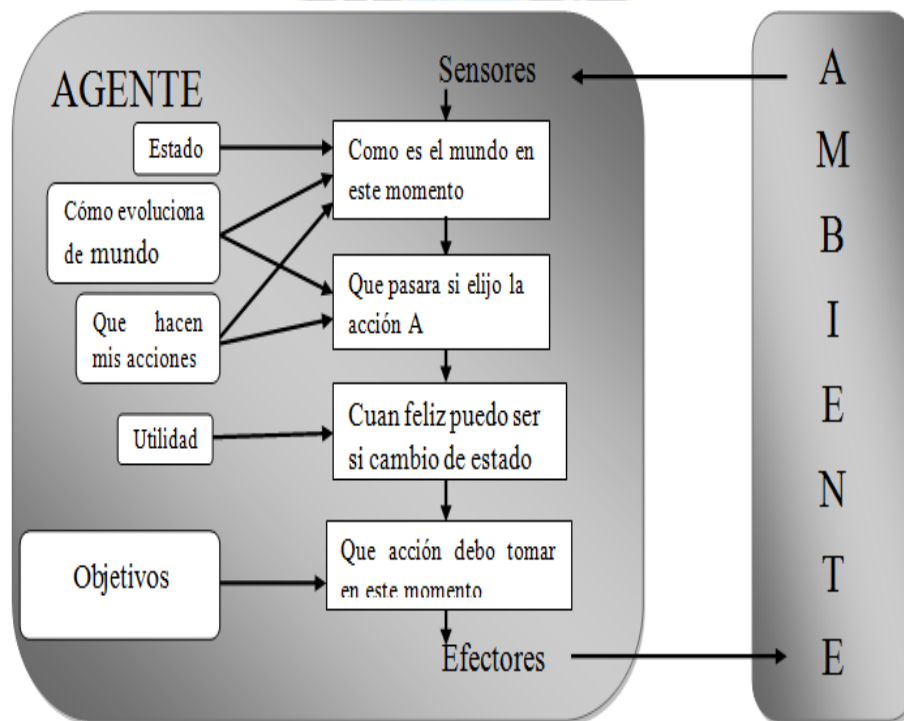 AGENTE
Sensores
Estado
Como es el mundo en
este momento
Cómo evoluciona
de mundo
Que pasara si elijo la
acción A
Que hacen
mis acciones
Cuan feliz puedo ser
si cambio de estado
Utilidad
Que acción debo tomar
en este momento
Objetivos
Efectores
A
M
B
I
E
N
T
E